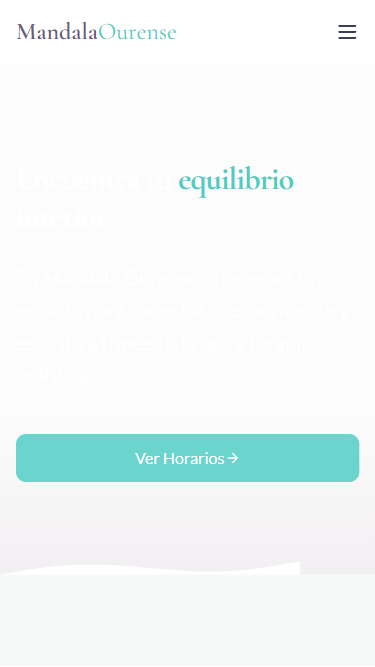 MandalaOurense
Encuentra tu equilibrio
interior
En Mandala Ourense ofrecemos un
espacio para conectar cuerpo, mente y
espíritu a través del yoga y terapias
holísticas.
Ver Horarios